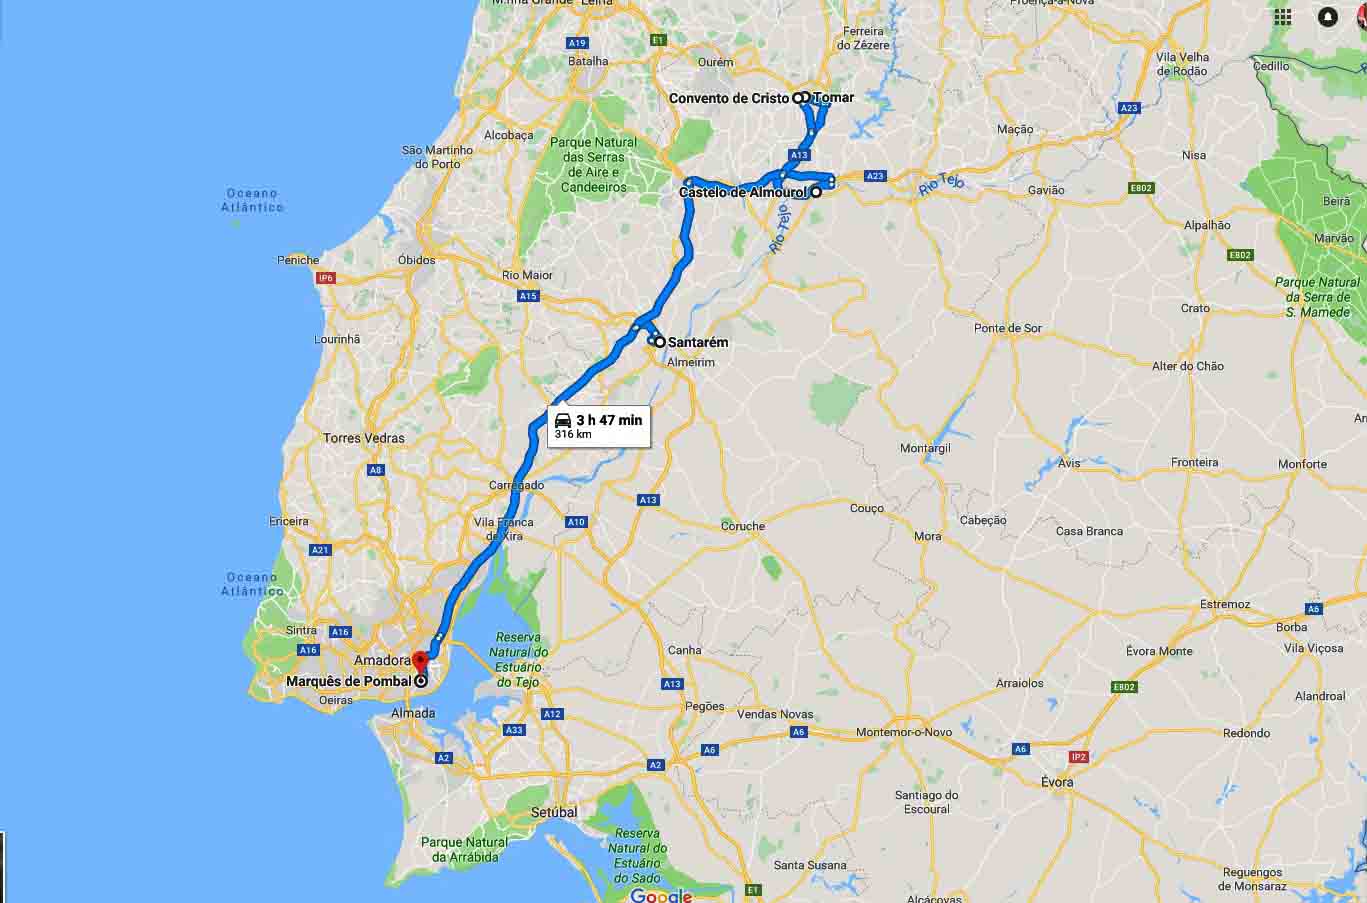 M.nha Grande
Leiria
Proença-a-Nova
A19
E1
Ferreira
do Zêzere
Batalha
Ourém
Vila Velha
de Rodão
Cedillo
Convento de Cristo
Tomar
A23
Alcobaça
Mação
Parque Natural
das Serras
de Aire e
Candeeiros
São Martinho
do Porto
A13
Nisa
A23
Rio Tejo
Gavião
E802
Castelo de Almourol
Oceano
Atlântico
Beirã
Rio Tejo
Alpalhão
Marvão
Peniche
Óbidos
E802
IP6
Rio Maior
Parque Natural
da Serra de
S. Mamede
A15
Crato
Lourinhã
Santarém
Ponte de Sor
Almeirim
Alter do Chão
3 h 47 min
316 km
Torres Vedras
Montargil
A8
Avis
Fronteira
Monforte
Carregado
A13
Couço
Ericeira
Vila Franca
de Xira
A10
Coruche
Cabeção
Casa Branca
Mora
A21
Oceano
Atlântico
Estremoz
A6
Borba
Sintra
A16
A16
Reserva
Natural do
Estuário
do Tejo
Canha
Évora Monte
Vila Viçosa
Amadora
Marquês de Pombal
A13
Arraiolos
E802
Alandroal
Oeiras
Almada
A12
Pegões
Vendas Novas
A33
A6
Montemor-o-Novo
Redondo
A2
A2
A6
A6
IP2
Évora
Setúbal
Santiago do
Escoural
Parque Natural
da Arrábida
Reserva
Natural do
Estuário
do Sado
Santa Susana
Reguengos
de Monsaraz
E1
Google
Alcáçovas